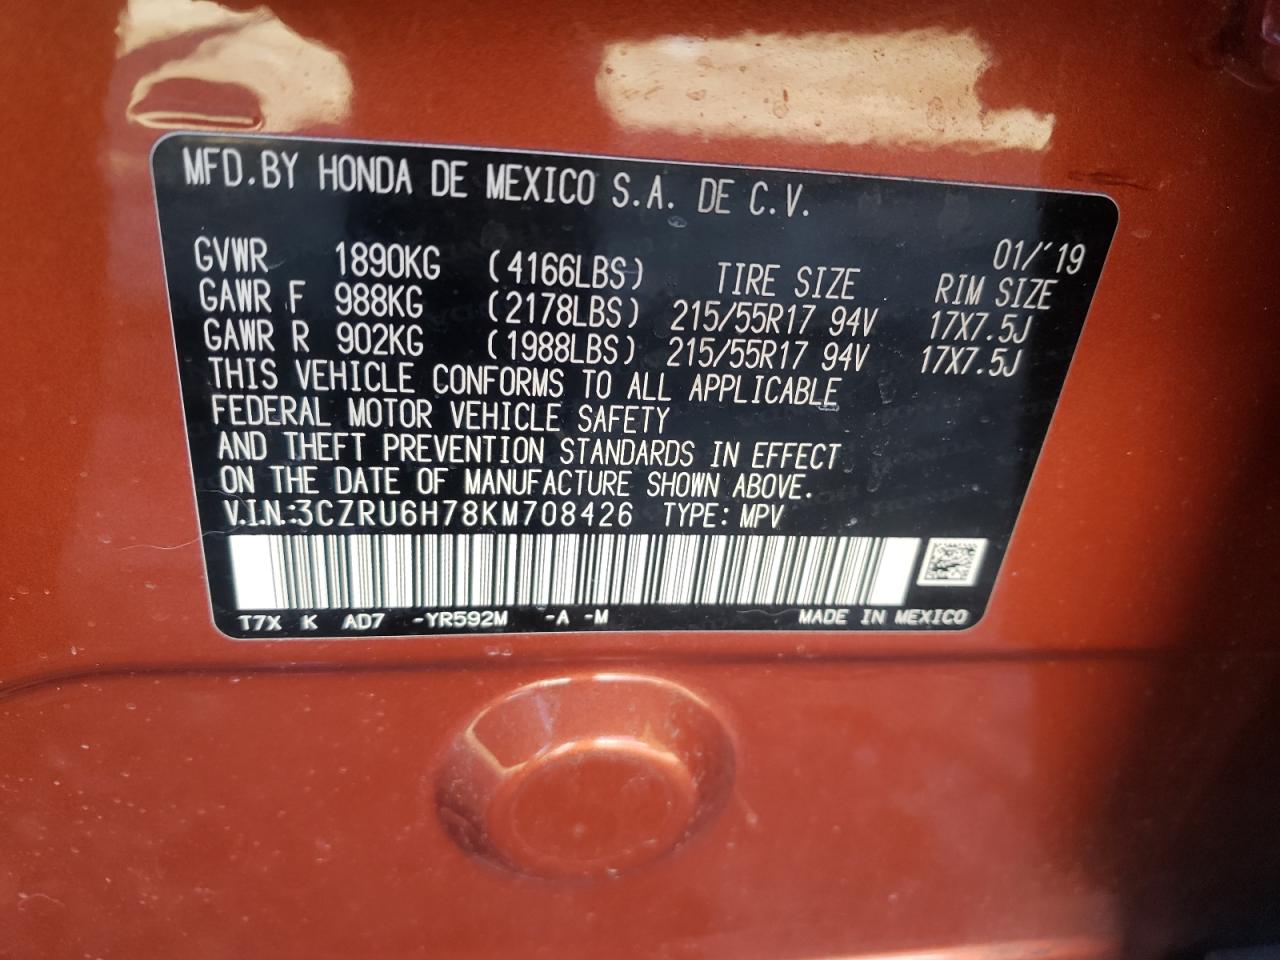 MFD.BY HONDA DE MEXICO S.A. DE C.V.
01/'19
GVWR 1890KG (4166LBS) TIRE SIZE RIM SIZE
GAWR F 988KG (2178LBS) 215/55R17 94V 17X7.5J
GAWR R 902KG (1988LBS) 215/55R17 94V 17X7.5J
THIS VEHICLE CONFORMS TO ALL APPLICABLE
FEDERAL MOTOR VEHICLE SAFETY
AND THEFT PREVENTION STANDARDS IN EFFECT
ON THE DATE OF MANUFACTURE SHOWN ABOVE.
V.I.N.:3CZRU6H78KM708426 TYPE: MPV
T7X K AD7 -YR592M -A -M MADE IN MEXICO